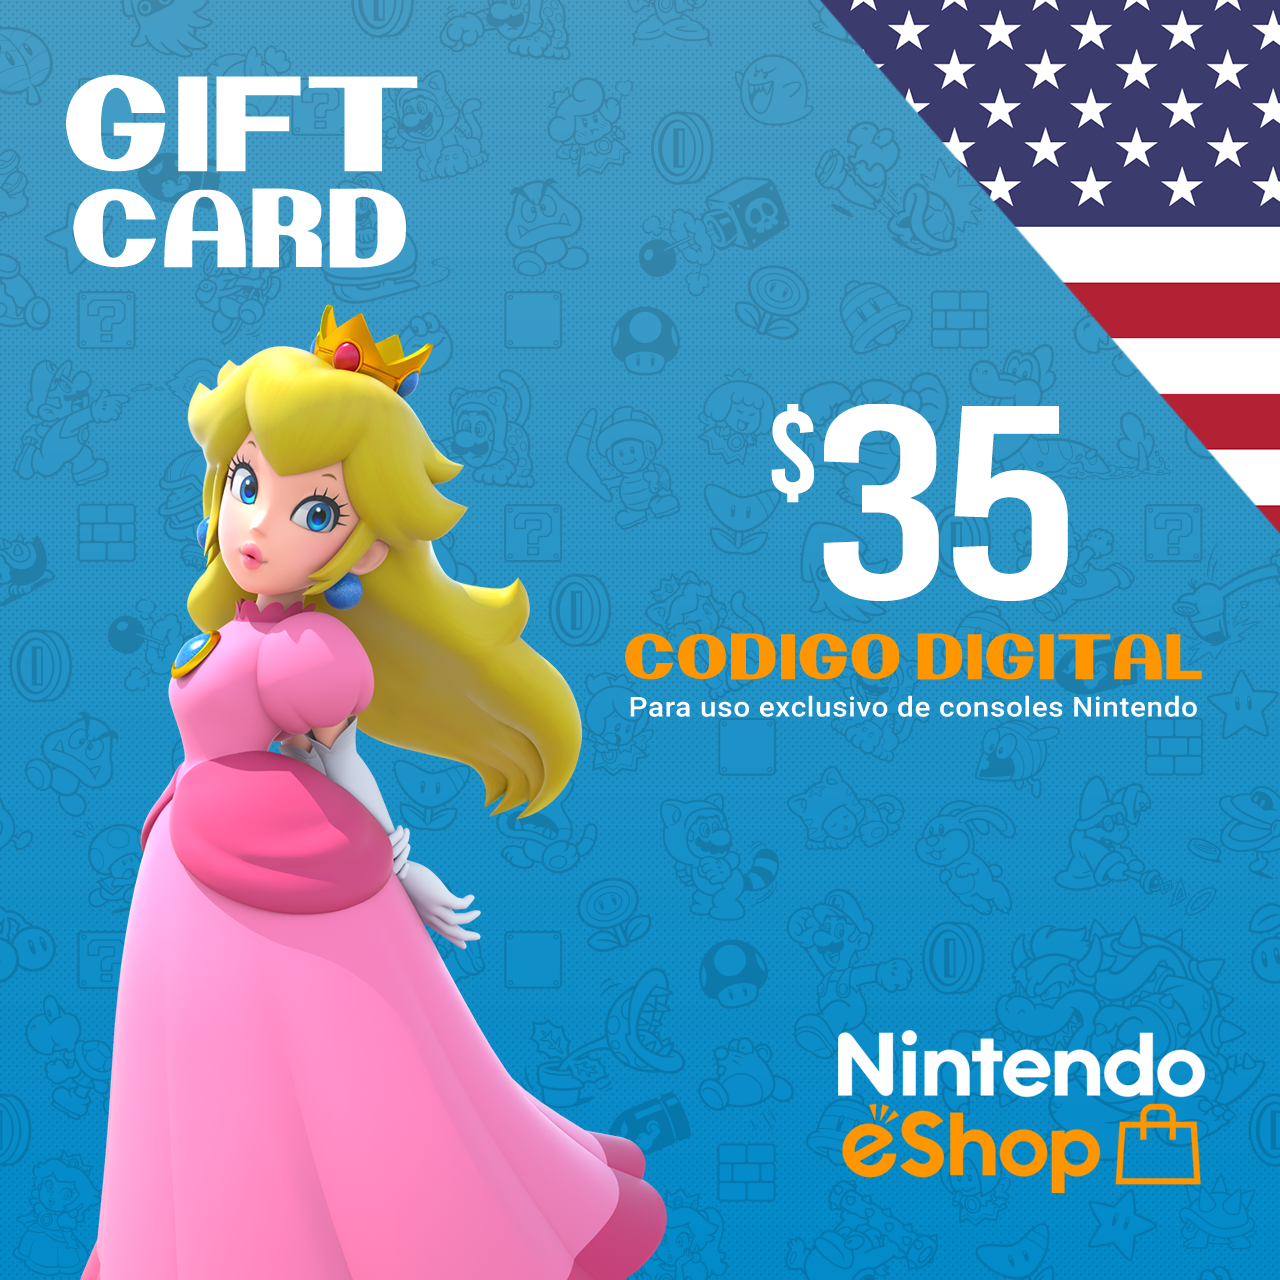 GIFT
CARD
$35
CODIGO DIGITAL
Para uso exclusivo de consoles Nintendo
Nintendo
eShop